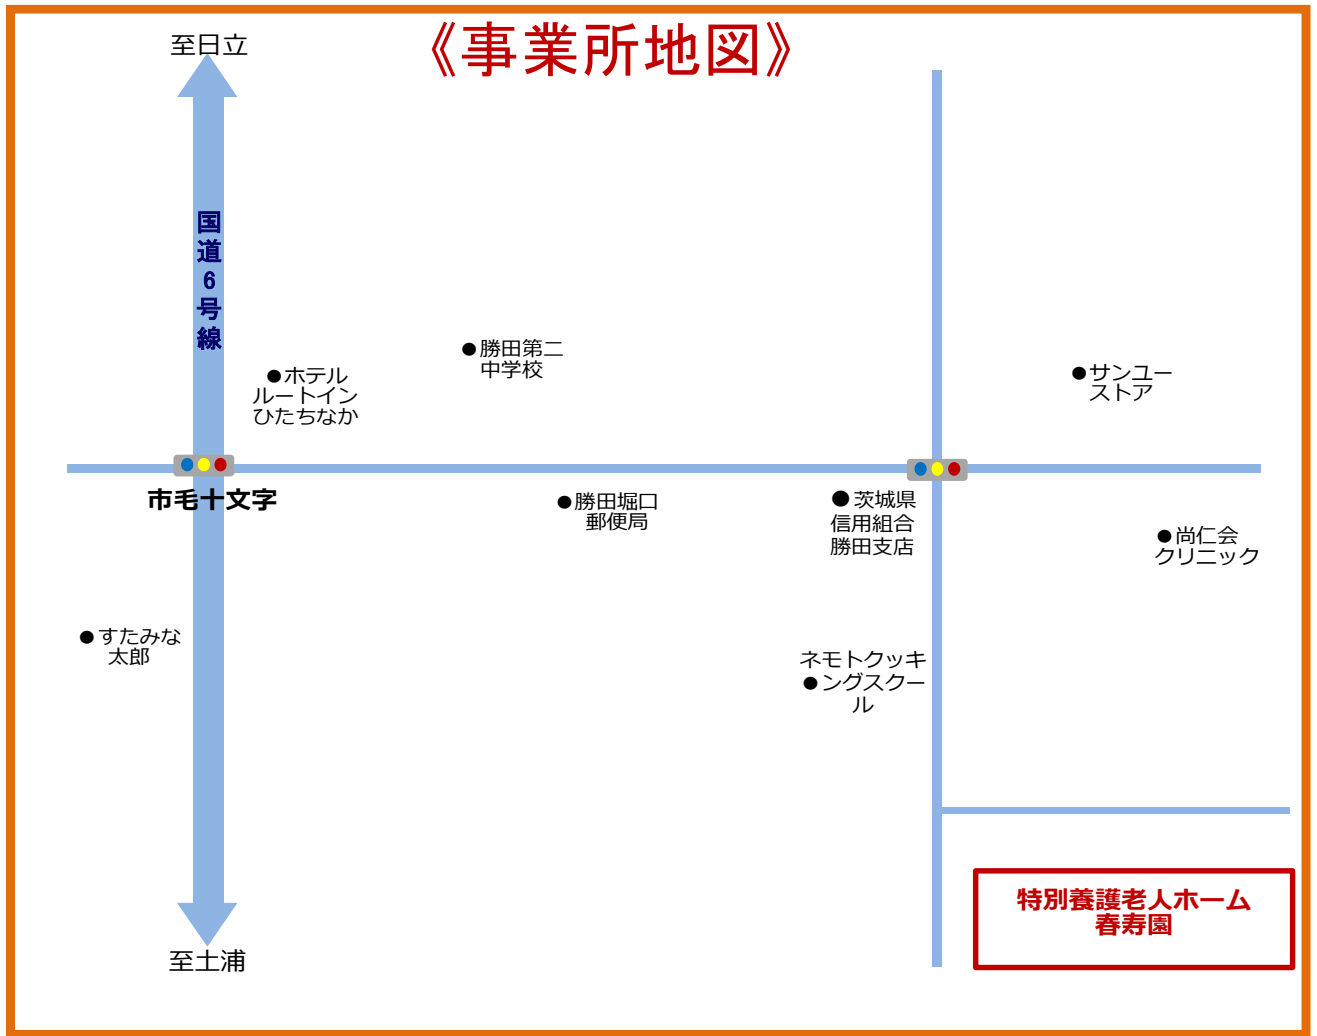 《事業所地図》
至日立
国道6号線
●勝田第二
中学校
●ホテル
ルートイン
ひたちなか
●サンユー
ストア
市毛十文字
●勝田堀口
郵便局
●茨城県
信用組合
勝田支店
●尚仁会
クリニック
●すたみな
太郎
ネモトクッキ
●ングスクー
ル
特別養護老人ホーム
春寿園
至土浦